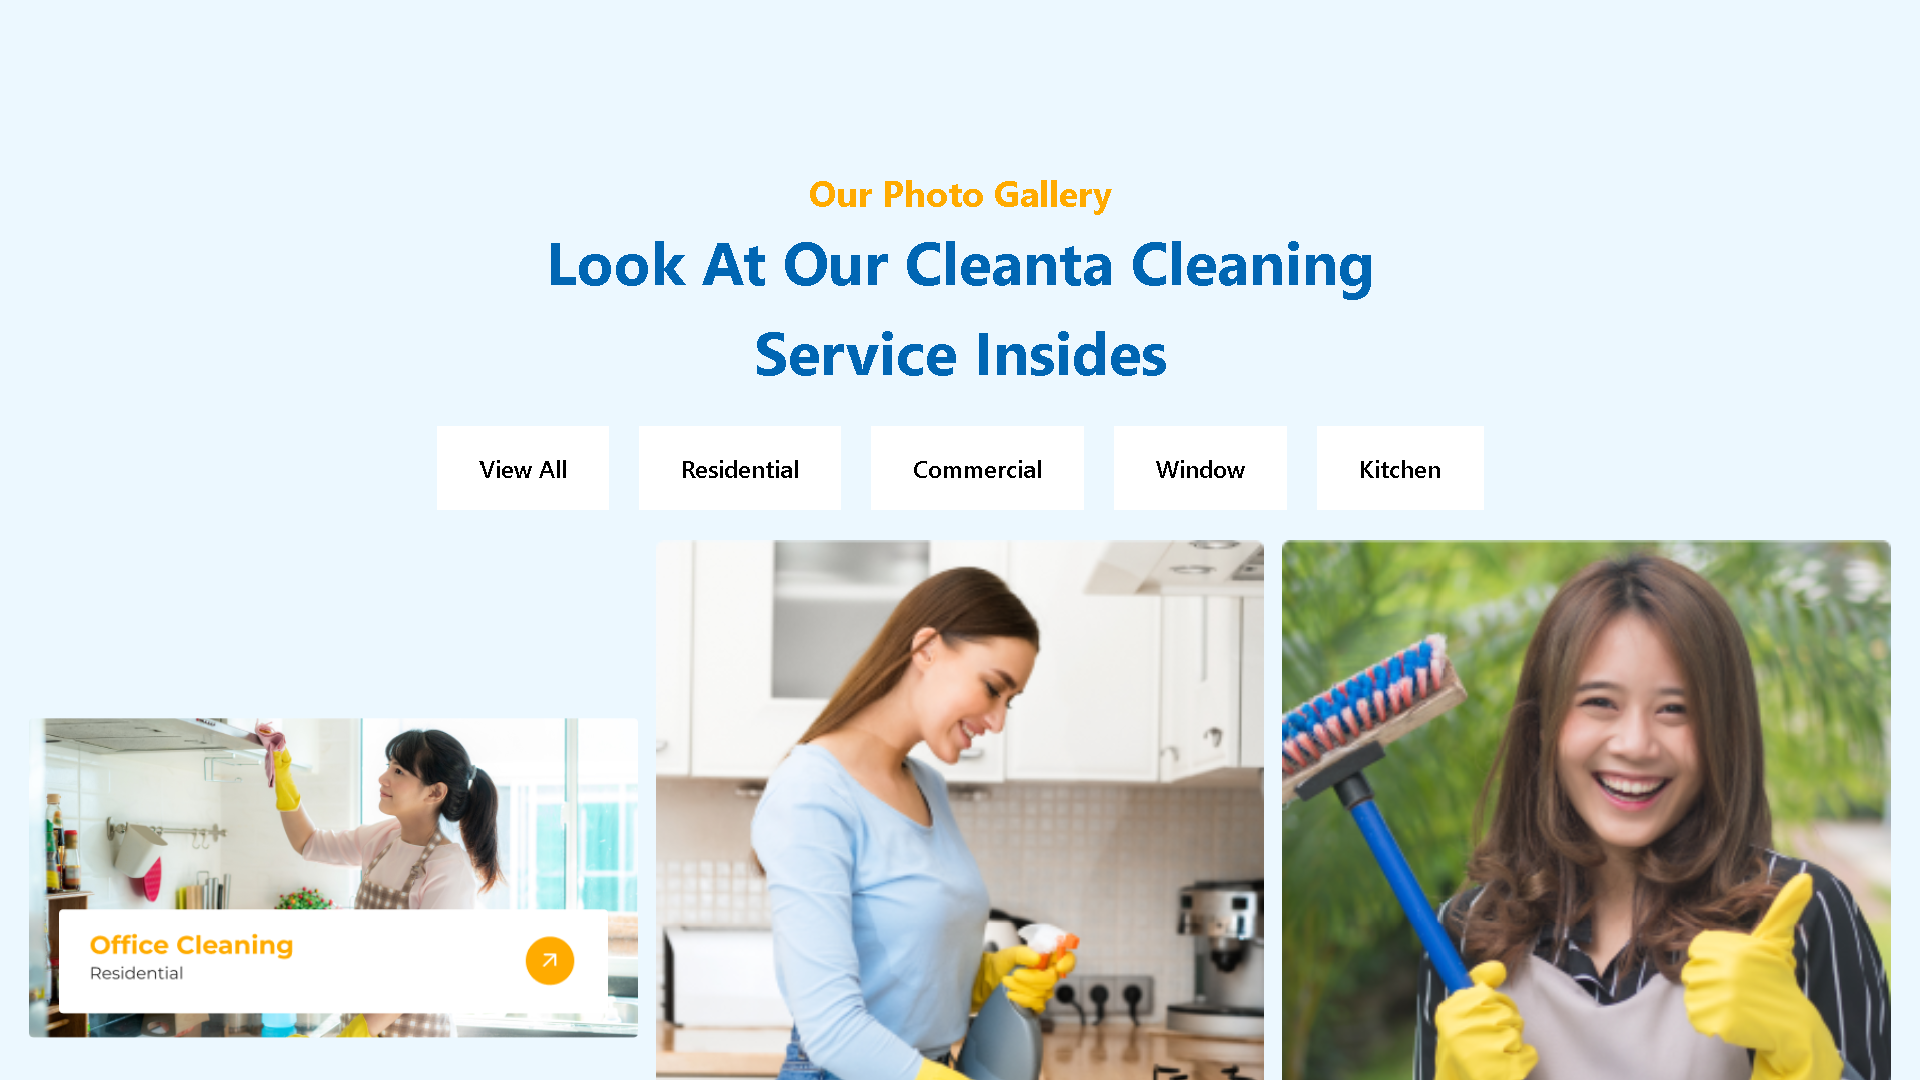 Our Photo Gallery
Look At Our Cleanta Cleaning
Service Insides
View All
Residential
Commercial
Window
Kitchen
Office Cleaning
Residential